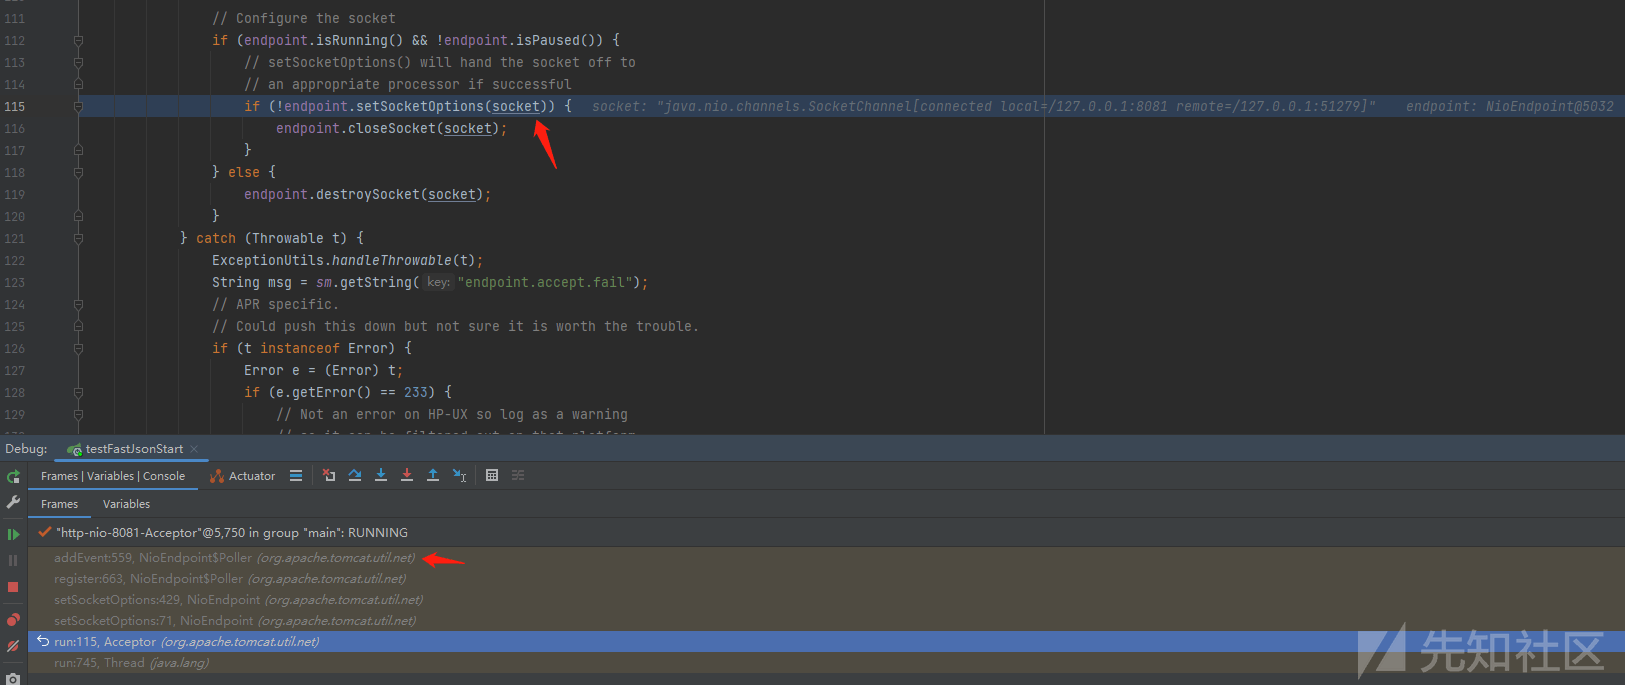 111 // Configure the socket
112 if (endpoint.isRunning() && !endpoint.isPaused()) {
113 // setSocketOptions() will hand the socket off to
114 // an appropriate processor if successful
115 if (!endpoint.setSocketOptions(socket)) { socket: "java.nio.channels.SocketChannel[connected local=/127.0.0.1:8081 remote=/127.0.0.1:51279]" endpoint: NioEndpoint@5032
116 endpoint.closeSocket(socket);
117 }
118 } else {
119 endpoint.destroySocket(socket);
120 }
121 } catch (Throwable t) {
122 ExceptionUtils.handleThrowable(t);
123 String msg = sm.getString( key: "endpoint.accept.fail");
124 // APR specific.
125 // Could push this down but not sure it is worth the trouble.
126 if (t instanceof Error) {
127 Error e = (Error) t;
128 if (e.getError() == 233) {
129 // Not an error on HP-UX so log as a warning
Debug: testFastJsonStart
Frames | Variables | Console Actuator
Frames Variables
"http-nio-8081-Acceptor"@5,750 in group "main": RUNNING
addEvent:559, NioEndpoint$Poller (org.apache.tomcat.util.net)
register:663, NioEndpoint$Poller (org.apache.tomcat.util.net)
setSocketOptions:429, NioEndpoint (org.apache.tomcat.util.net)
setSocketOptions:71, NioEndpoint (org.apache.tomcat.util.net)
run:115, Acceptor (org.apache.tomcat.util.net)
run:745, Thread (java.lang)
先知社区